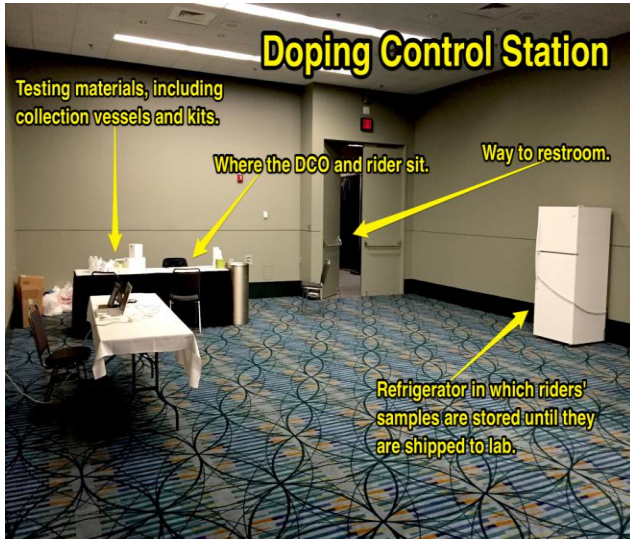 Doping Control Station
Testing materials, including
collection vessels and kits.
Where the DCO and rider sit.
Way to restroom.
Refrigerator in which riders'
samples are stored until they
are shipped to lab.